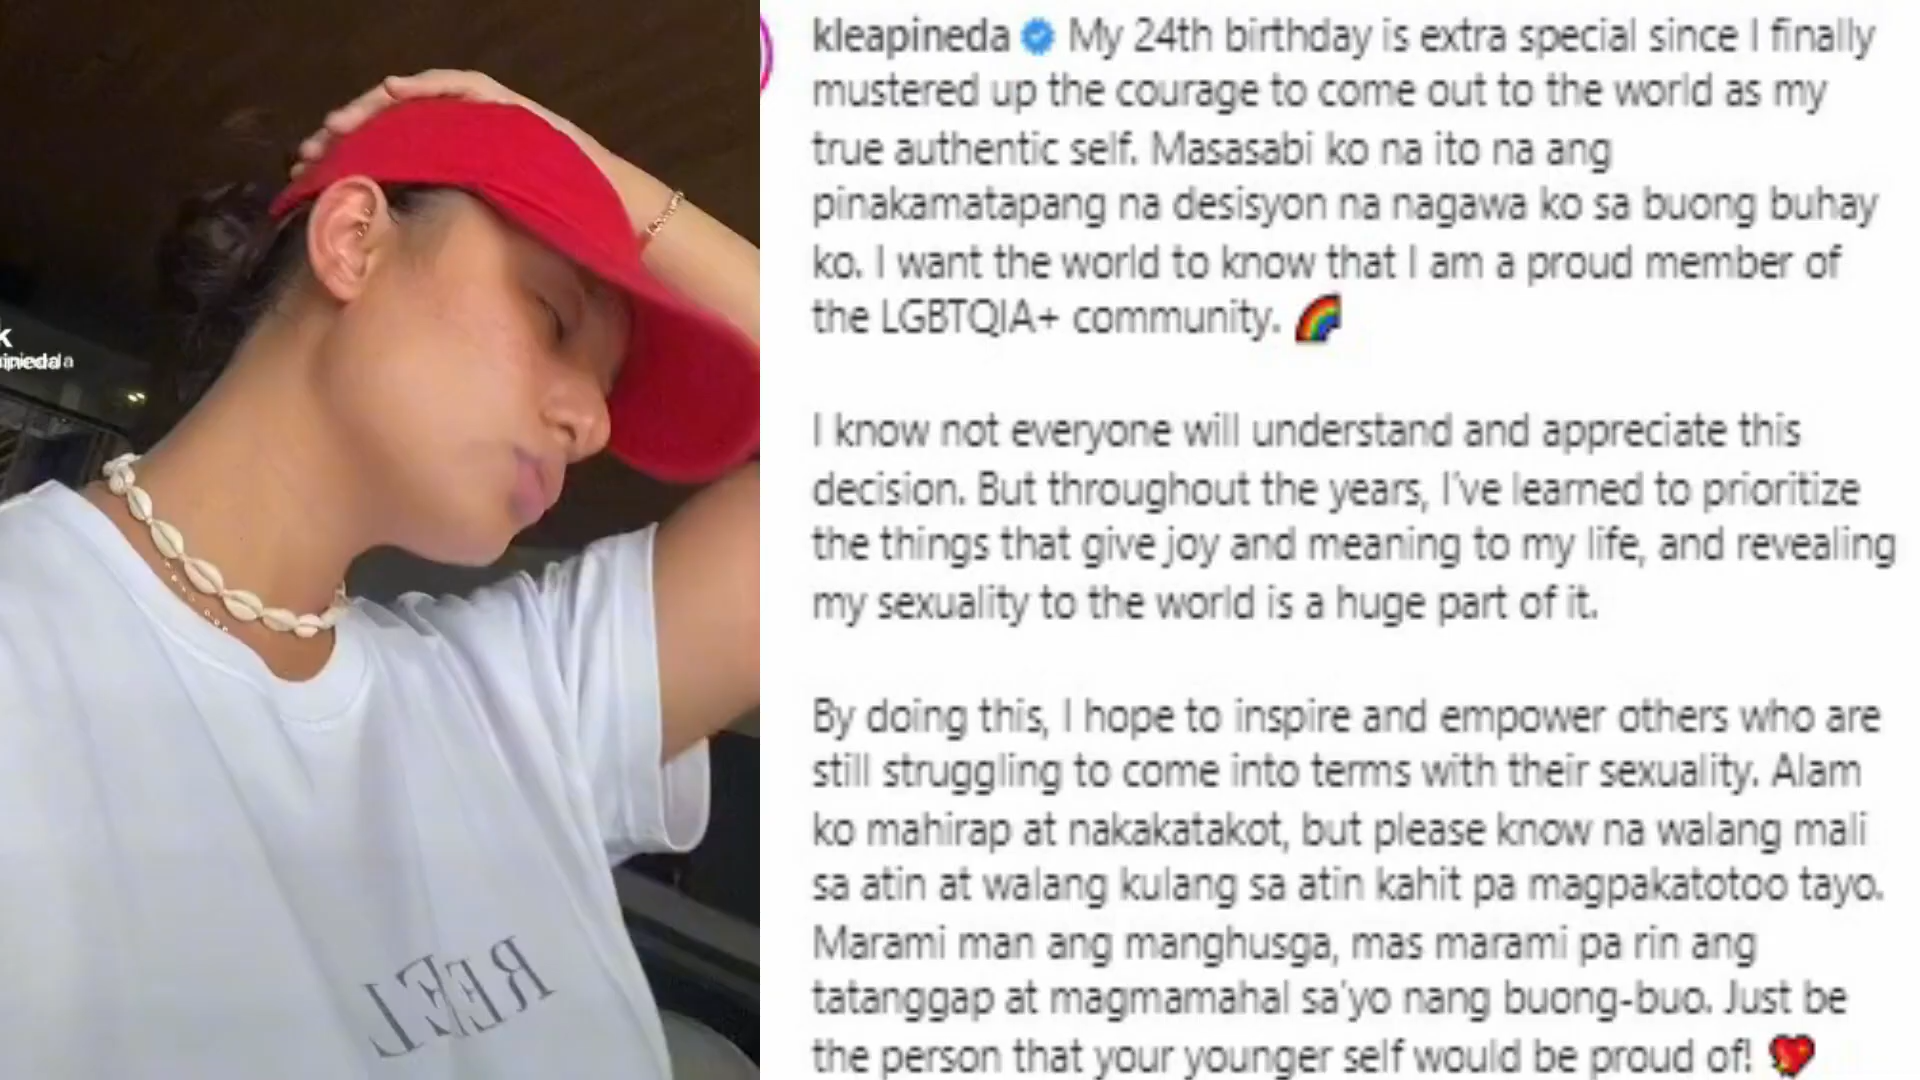 k
kleapineda My 24th birthday is extra special since I finally
mustered up the courage to come out to the world as my
true authentic self. Masasabi ko na ito na ang
pinakamatapang na desisyon na nagawa ko sa buong buhay
ko. I want the world to know that I am a proud member of
the LGBTQIA+ community. 🌈
I know not everyone will understand and appreciate this
decision. But throughout the years, I've learned to prioritize
the things that give joy and meaning to my life, and revealing
my sexuality to the world is a huge part of it.
By doing this, I hope to inspire and empower others who are
still struggling to come into terms with their sexuality. Alam
ko mahirap at nakakatakot, but please know na walang mali
sa atin at walang kulang sa atin kahit pa magpakatotoo tayo.
Marami man ang manghusga, mas marami pa rin ang
tatanggap at magmamahal sa'yo nang buong-buo. Just be
the person that your younger self would be proud of! ❤️